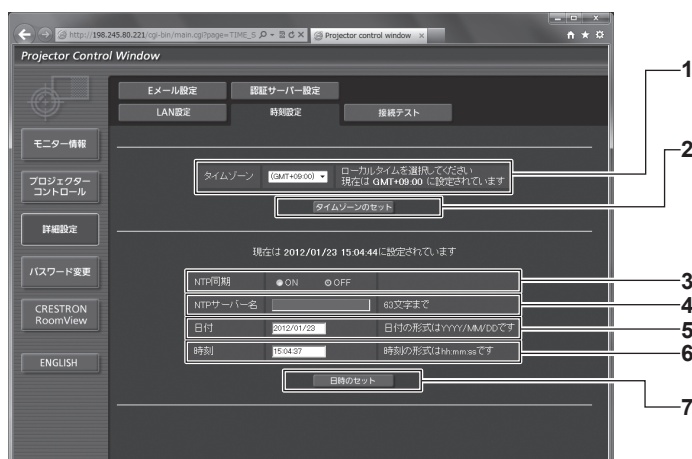 http://198.245.80.221/cgi-bin/main.cgi?page=TIME_S
Projector control window
Projector Control Window
Eメール設定 認証サーバー設定
LAN設定 時刻設定 接続テスト
モニター情報
プロジェクター
コントロール
詳細設定
パスワード変更
CRESTRON
RoomView
ENGLISH
タイムゾーン (GMT+09:00) ローカルタイムを選択してください
現在は GMT+09:00 に設定されています
タイムゾーンのセット
現在は 2012/01/23 15:04:44に設定されています
NTP同期 ON OFF
NTPサーバー名 63文字まで
日付 2012/01/23 日付の形式はYYYY/MM/DDです
時刻 15:04:37 時刻の形式はhh:mm:ssです
日時のセット
1
2
3
4
5
6
7